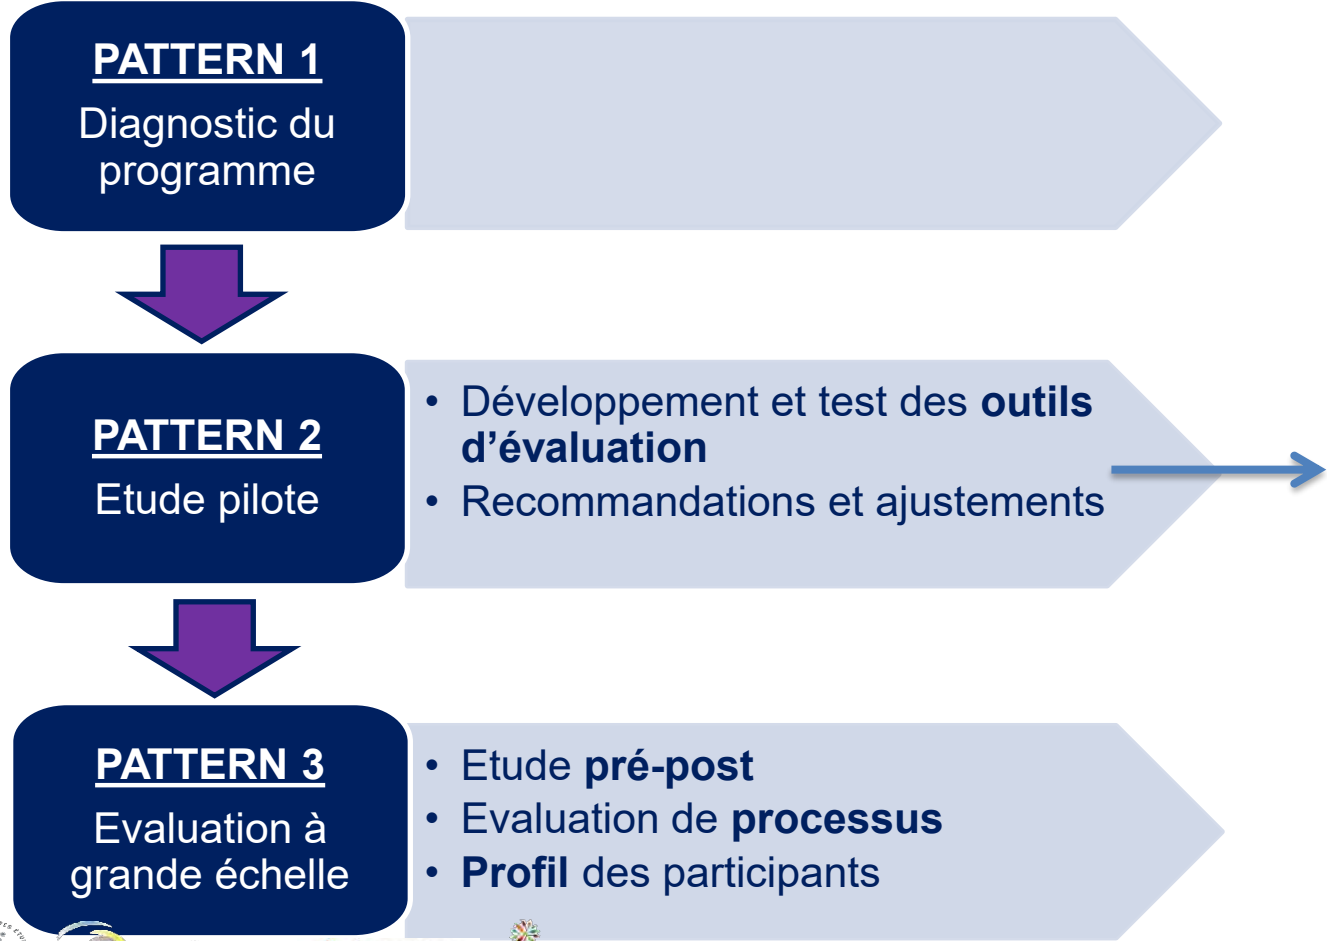 PATTERN 1
Diagnostic du
programme
PATTERN 2
Etude pilote
• Développement et test des outils
d’évaluation
• Recommandations et ajustements
PATTERN 3
Evaluation à
grande échelle
• Etude pré-post
• Evaluation de processus
• Profil des participants